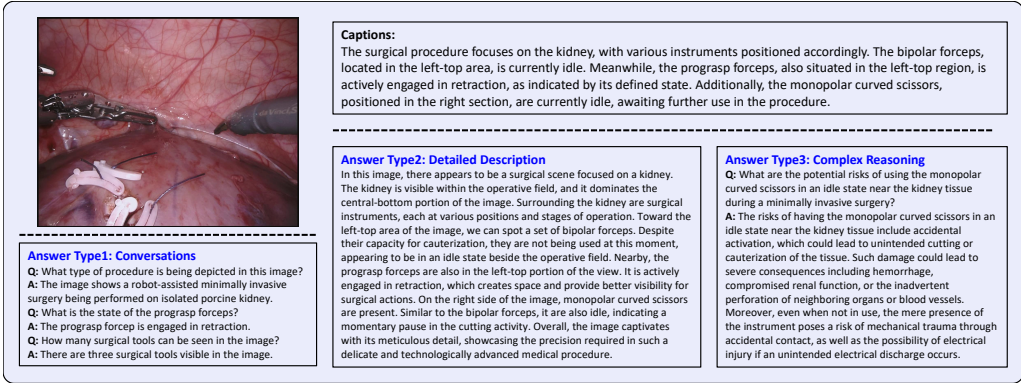 Captions:
The surgical procedure focuses on the kidney, with various instruments positioned accordingly. The bipolar forceps,
located in the left-top area, is currently idle. Meanwhile, the prograsp forceps, also situated in the left-top region, is
actively engaged in retraction, as indicated by its defined state. Additionally, the monopolar curved scissors,
positioned in the right section, are currently idle, awaiting further use in the procedure.
Answer Type1: Conversations
Q: What type of procedure is being depicted in this image?
A: The image shows a robot-assisted minimally invasive
surgery being performed on isolated porcine kidney.
Q: What is the state of the prograsp forceps?
A: The prograsp forcep is engaged in retraction.
Q: How many surgical tools can be seen in the image?
A: There are three surgical tools visible in the image.
Answer Type2: Detailed Description
In this image, there appears to be a surgical scene focused on a kidney.
The kidney is visible within the operative field, and it dominates the
central-bottom portion of the image. Surrounding the kidney are surgical
instruments, each at various positions and stages of operation. Toward the
left-top area of the image, we can spot a set of bipolar forceps. Despite
their capacity for cauterization, they are not being used at this moment,
appearing to be in an idle state beside the operative field. Nearby, the
prograsp forceps are also in the left-top portion of the view. It is actively
engaged in retraction, which creates space and provide better visibility for
surgical actions. On the right side of the image, monopolar curved scissors
are present. Similar to the bipolar forceps, it are also idle, indicating a
momentary pause in the cutting activity. Overall, the image captivates
with its meticulous detail, showcasing the precision required in such a
delicate and technologically advanced medical procedure.
Answer Type3: Complex Reasoning
Q: What are the potential risks of using the monopolar
curved scissors in an idle state near the kidney tissue
during a minimally invasive surgery?
A: The risks of having the monopolar curved scissors in an
idle state near the kidney tissue include accidental
activation, which could lead to unintended cutting or
cauterization of the tissue. Such damage could lead to
severe consequences including hemorrhage,
compromised renal function, or the inadvertent
perforation of neighboring organs or blood vessels.
Moreover, even when not in use, the mere presence of
the instrument poses a risk of mechanical trauma through
accidental contact, as well as the possibility of electrical
injury if an unintended electrical discharge occurs.